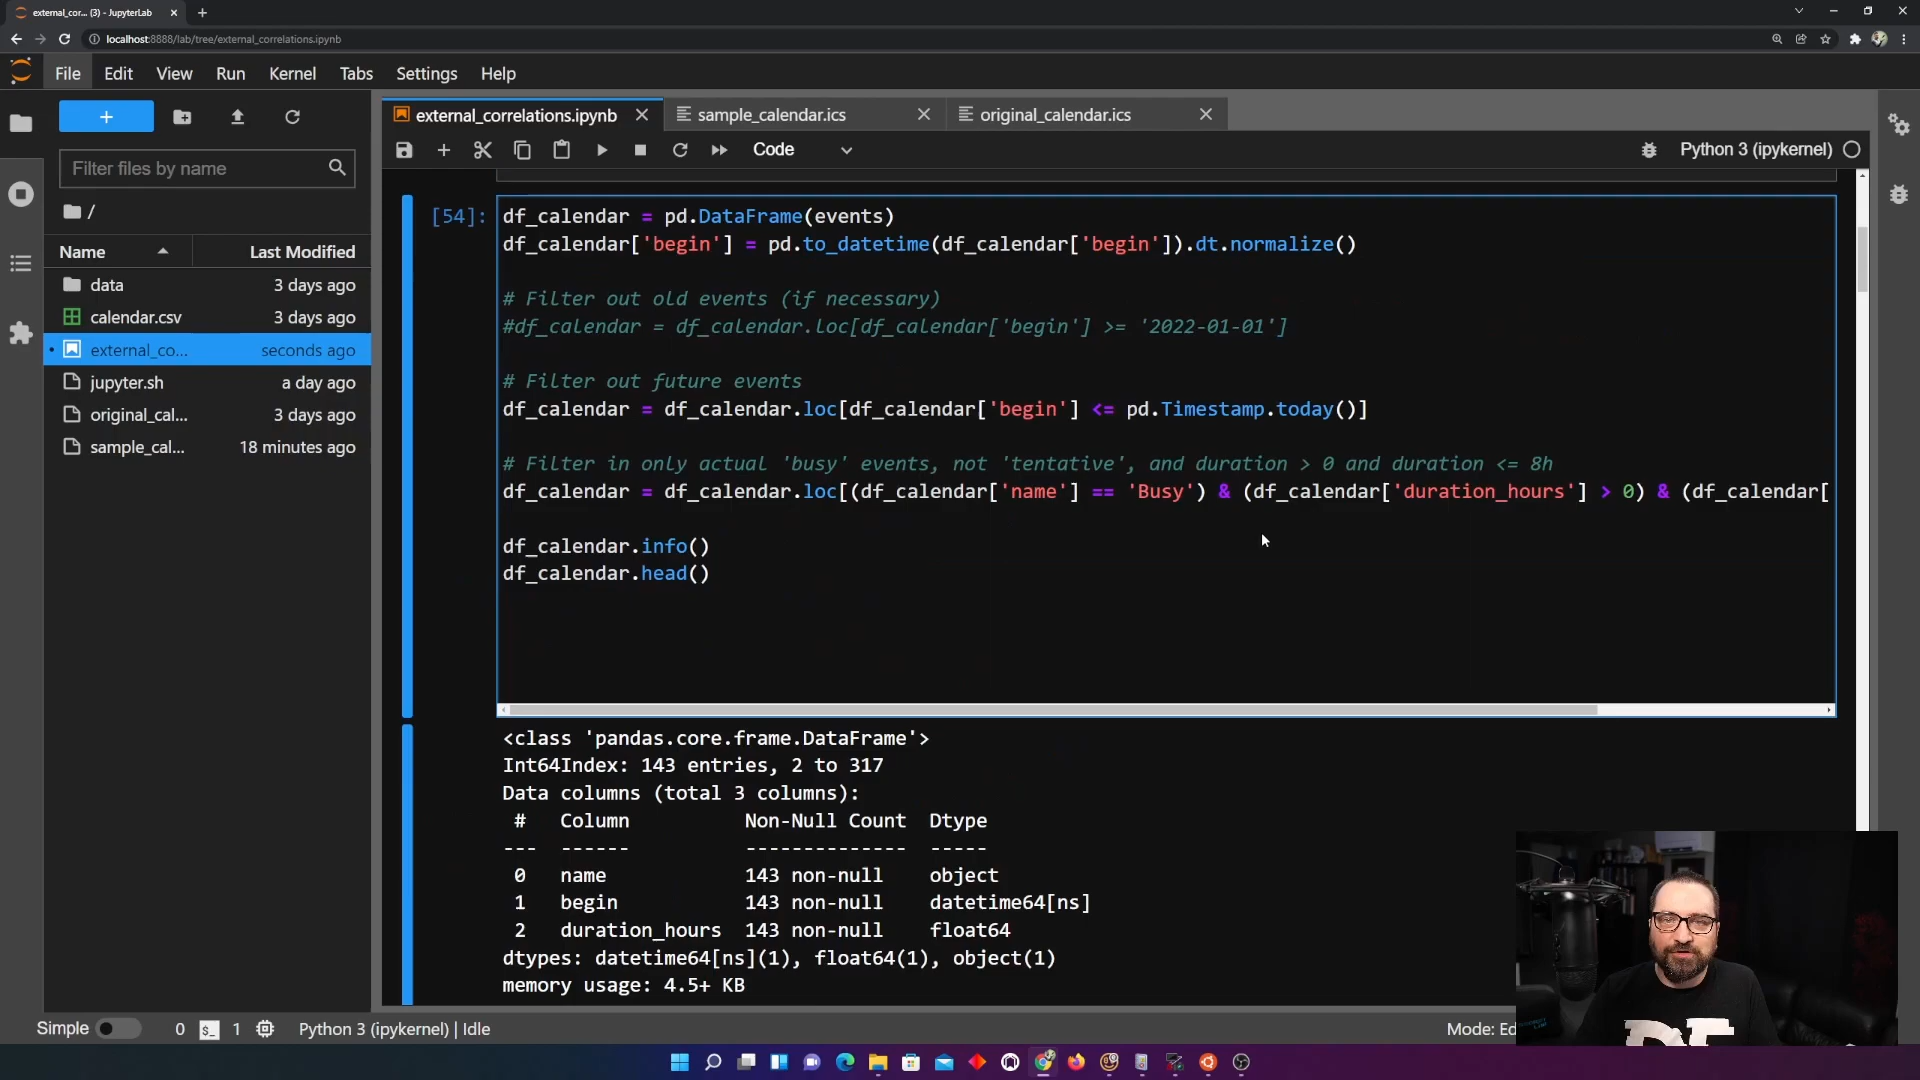 external_cor... (3) - JupyterLab
localhost:8888/lab/tree/external_correlations.ipynb
File Edit View Run Kernel Tabs Settings Help
external_correlations.ipynb
sample_calendar.ics
original_calendar.ics
Code
Python 3 (ipykernel)
Filter files by name
/
Name Last Modified
data 3 days ago
calendar.csv 3 days ago
external_co... seconds ago
jupyter.sh a day ago
original_cal... 3 days ago
sample_cal... 18 minutes ago
[54]: df_calendar = pd.DataFrame(events)
df_calendar['begin'] = pd.to_datetime(df_calendar['begin']).dt.normalize()
# Filter out old events (if necessary)
#df_calendar = df_calendar.loc[df_calendar['begin'] >= '2022-01-01']
# Filter out future events
df_calendar = df_calendar.loc[df_calendar['begin'] <= pd.Timestamp.today()]
# Filter in only actual 'busy' events, not 'tentative', and duration > 0 and duration <= 8h
df_calendar = df_calendar.loc[(df_calendar['name'] == 'Busy') & (df_calendar['duration_hours'] > 0) & (df_calendar[
df_calendar.info()
df_calendar.head()
<class 'pandas.core.frame.DataFrame'>
Int64Index: 143 entries, 2 to 317
Data columns (total 3 columns):
# Column Non-Null Count Dtype
--- ------ -------------- -----
0 name 143 non-null object
1 begin 143 non-null datetime64[ns]
2 duration_hours 143 non-null float64
dtypes: datetime64[ns](1), float64(1), object(1)
memory usage: 4.5+ KB
Simple 0 $_ 1 Python 3 (ipykernel) | Idle
Mode: Ed